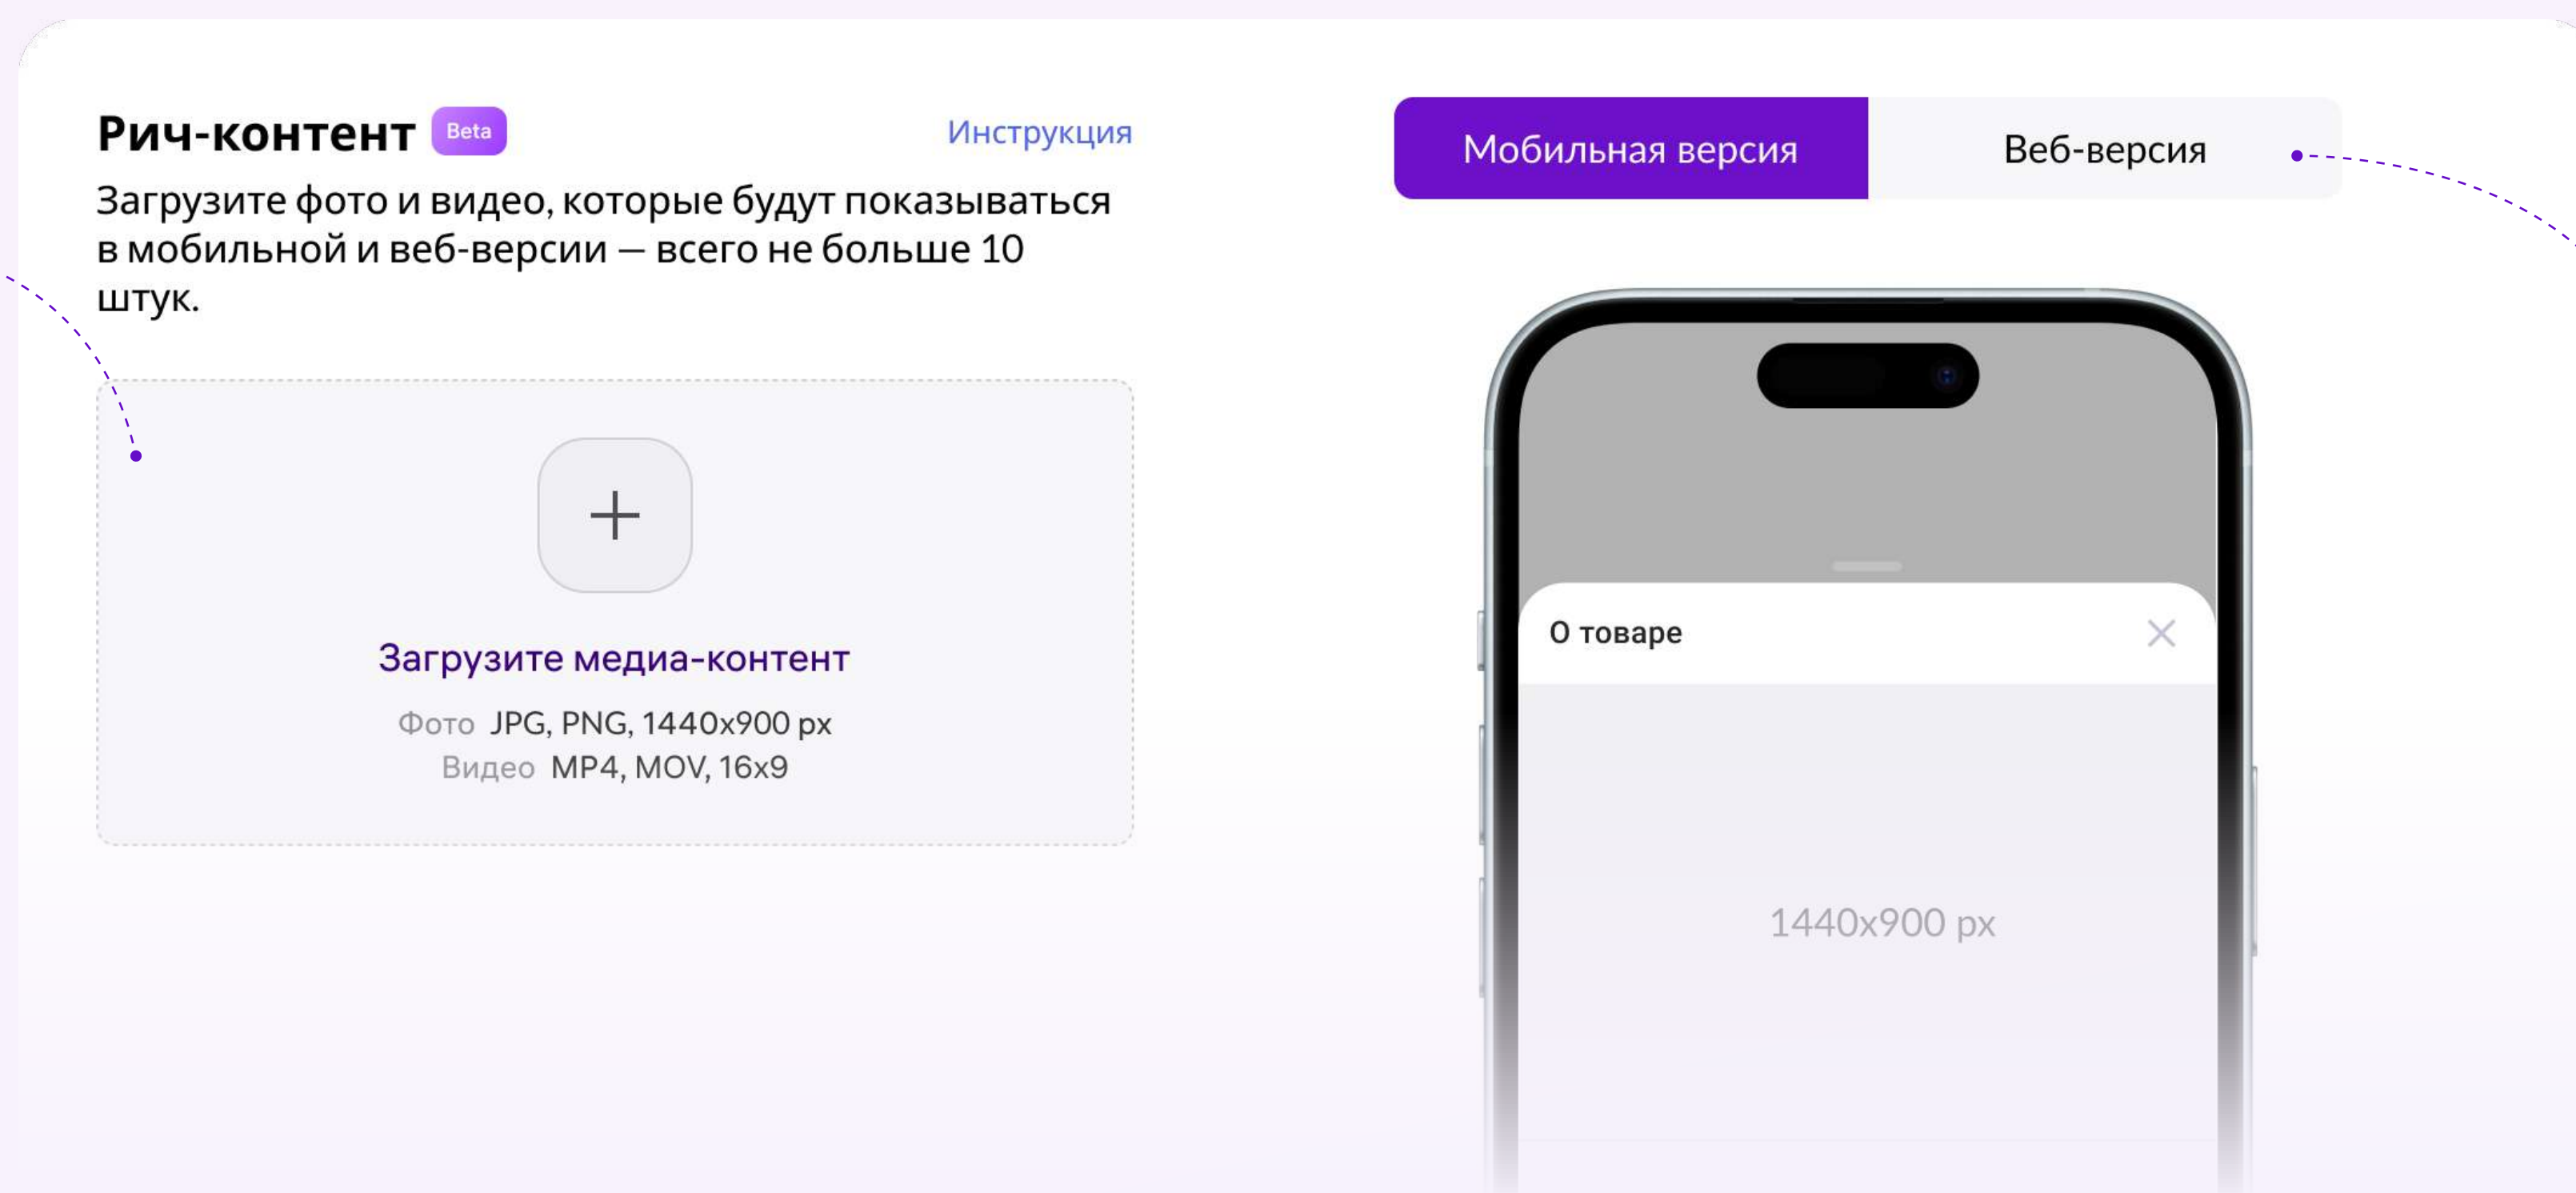 Рич-контент Beta
Инструкция
Загрузите фото и видео, которые будут показываться
в мобильной и веб-версии — всего не больше 10
штук.
Загрузите медиа-контент
Фото JPG, PNG, 1440x900 px
Видео MP4, MOV, 16x9
Мобильная версия
Веб-версия
О товаре
1440x900 px